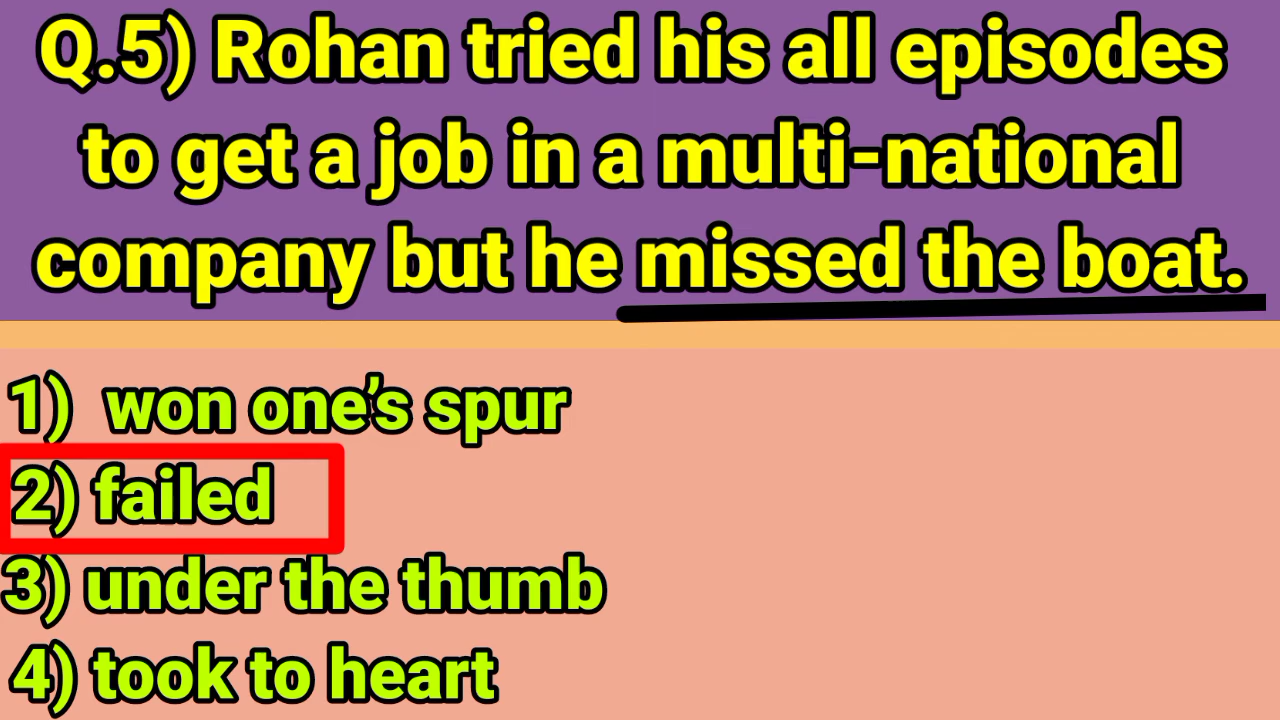 Q.5) Rohan tried his all episodes
to get a job in a multi-national
company but he missed the boat.
1) won one’s spur
2) failed
3) under the thumb
4) took to heart